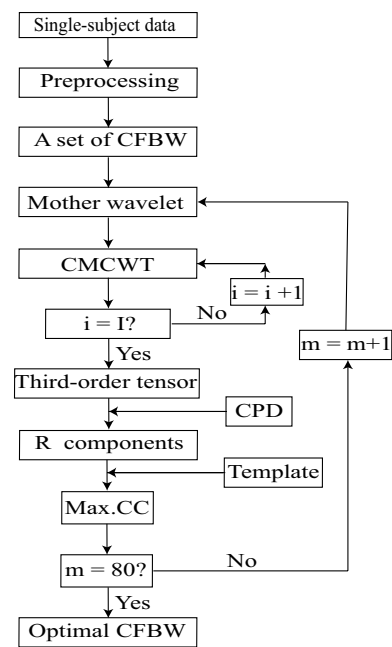 Single-subject data
Preprocessing
A set of CFBW
Mother wavelet
CMCWT
i = i +1
i = I?
No
m = m+1
Yes
Third-order tensor
CPD
R components
Template
Max.CC
m = 80?
No
Yes
Optimal CFBW